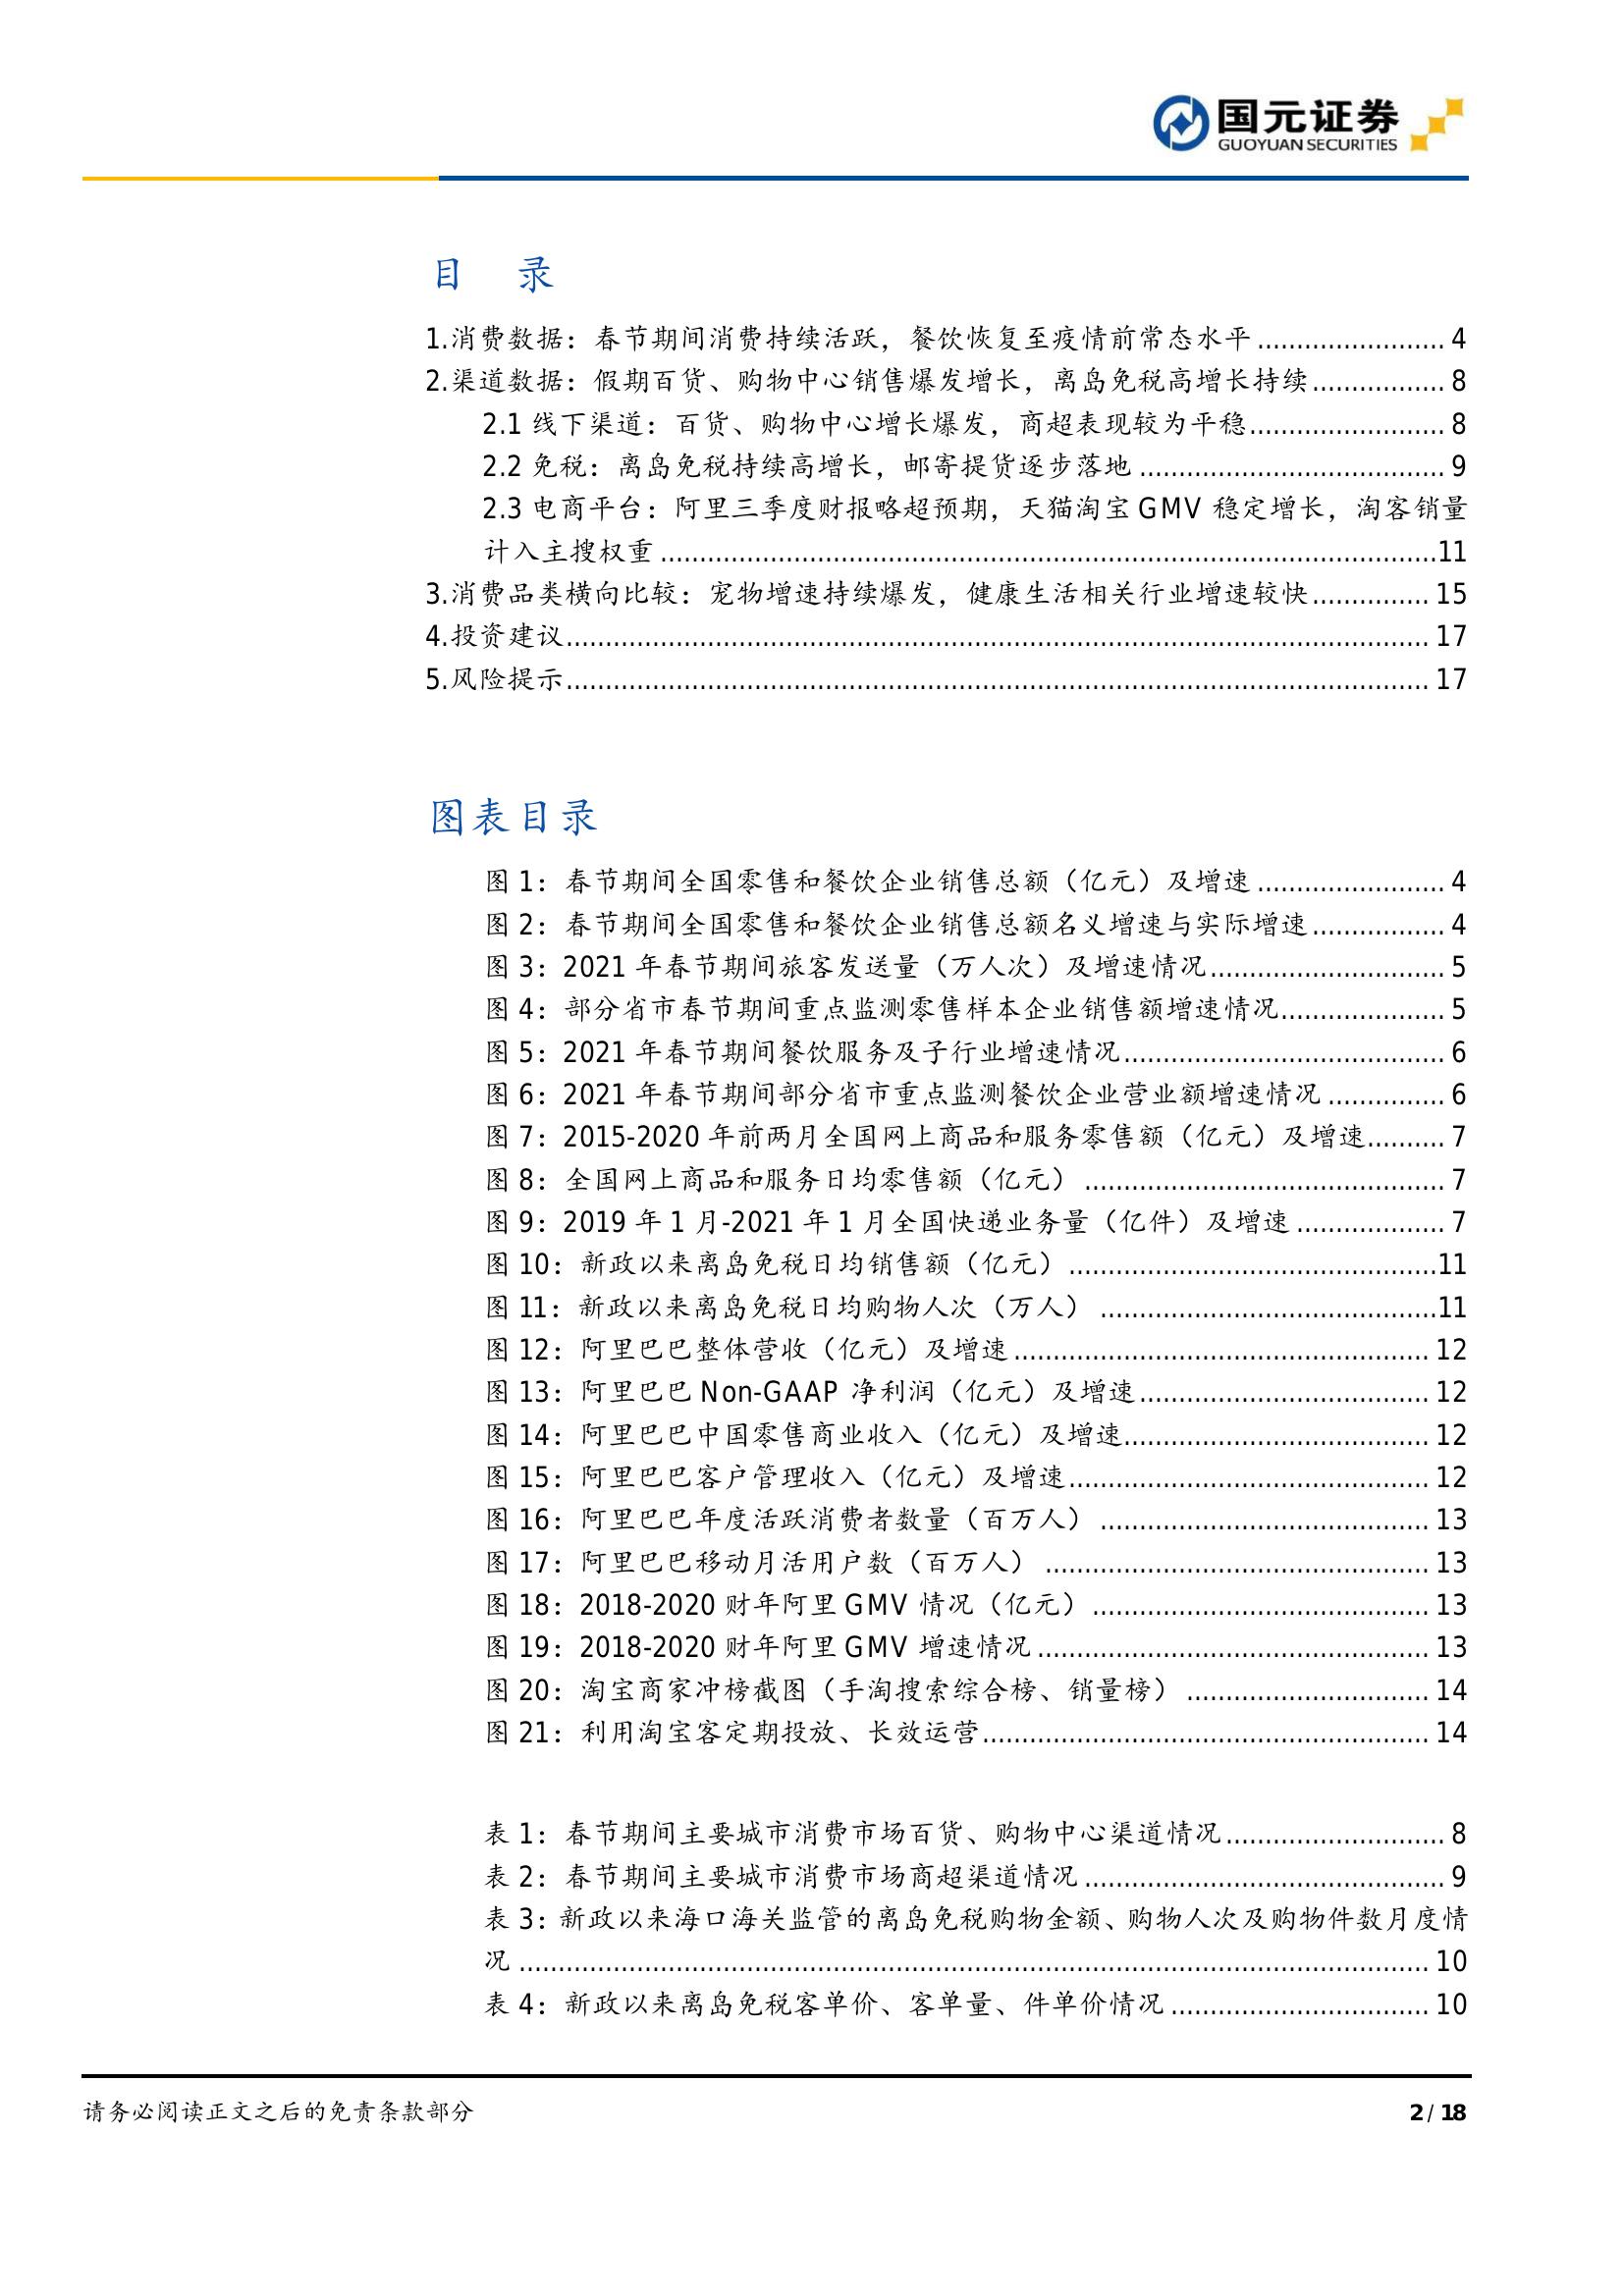 国元证券
GUOYUAN SECURITIES
目 录
1.消费数据：春节期间消费持续活跃，餐饮恢复至疫情前常态水平........................ 4
2.渠道数据：假期百货、购物中心销售爆发增长，离岛免税高增长持续................. 8
2.1 线下渠道：百货、购物中心增长爆发，商超表现较为平稳......................... 8
2.2 免税：离岛免税持续高增长，邮寄提货逐步落地....................................... 9
2.3 电商平台：阿里三季度财报略超预期，天猫淘宝 GMV 稳定增长，淘客销量
计入主搜权重...................................................................................................11
3.消费品类横向比较：宠物增速持续爆发，健康生活相关行业增速较快............... 15
4.投资建议.............................................................................................................. 17
5.风险提示.............................................................................................................. 17
图表目录
图 1：春节期间全国零售和餐饮企业销售总额（亿元）及增速........................ 4
图 2：春节期间全国零售和餐饮企业销售总额名义增速与实际增速................. 4
图 3：2021 年春节期间旅客发送量（万人次）及增速情况.............................. 5
图 4：部分省市春节期间重点监测零售样本企业销售额增速情况..................... 5
图 5：2021 年春节期间餐饮服务及子行业增速情况......................................... 6
图 6：2021 年春节期间部分省市重点监测餐饮企业营业额增速情况............... 6
图 7：2015-2020 年前两月全国网上商品和服务零售额（亿元）及增速.......... 7
图 8：全国网上商品和服务日均零售额（亿元）.............................................. 7
图 9：2019 年 1 月-2021 年 1 月全国快递业务量（亿件）及增速................... 7
图 10：新政以来离岛免税日均销售额（亿元）...............................................11
图 11：新政以来离岛免税日均购物人次（万人）...........................................11
图 12：阿里巴巴整体营收（亿元）及增速..................................................... 12
图 13：阿里巴巴 Non-GAAP 净利润（亿元）及增速..................................... 12
图 14：阿里巴巴中国零售商业收入（亿元）及增速....................................... 12
图 15：阿里巴巴客户管理收入（亿元）及增速.............................................. 12
图 16：阿里巴巴年度活跃消费者数量（百万人）.......................................... 13
图 17：阿里巴巴移动月活用户数（百万人）................................................. 13
图 18：2018-2020 财年阿里 GMV 情况（亿元）........................................... 13
图 19：2018-2020 财年阿里 GMV 增速情况.................................................. 13
图 20：淘宝商家冲榜截图（手淘搜索综合榜、销量榜）............................... 14
图 21：利用淘宝客定期投放、长效运营......................................................... 14
表 1：春节期间主要城市消费市场百货、购物中心渠道情况............................ 8
表 2：春节期间主要城市消费市场商超渠道情况.............................................. 9
表 3：新政以来海口海关监管的离岛免税购物金额、购物人次及购物件数月度情
况.................................................................................................................... 10
表 4：新政以来离岛免税客单价、客单量、件单价情况................................. 10
请务必阅读正文之后的免责条款部分
2 / 18